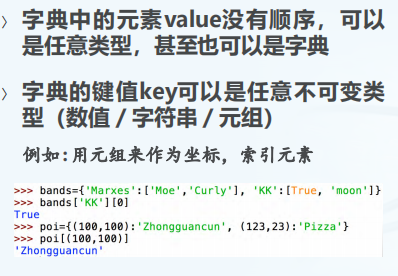 字典中的元素value没有顺序，可以
是任意类型，甚至也可以是字典
字典的键值key可以是任意不可变类
型（数值／字符串／元组）
例如：用元组来作为坐标，索引元素
>>> bands={'Marxes':['Moe','Curly'], 'KK':[True, 'moon']}
>>> bands['KK'][0]
True
>>> poi={(100,100):'Zhongguancun', (123,23):'Pizza'}
>>> poi[(100,100)]
'Zhongguancun'